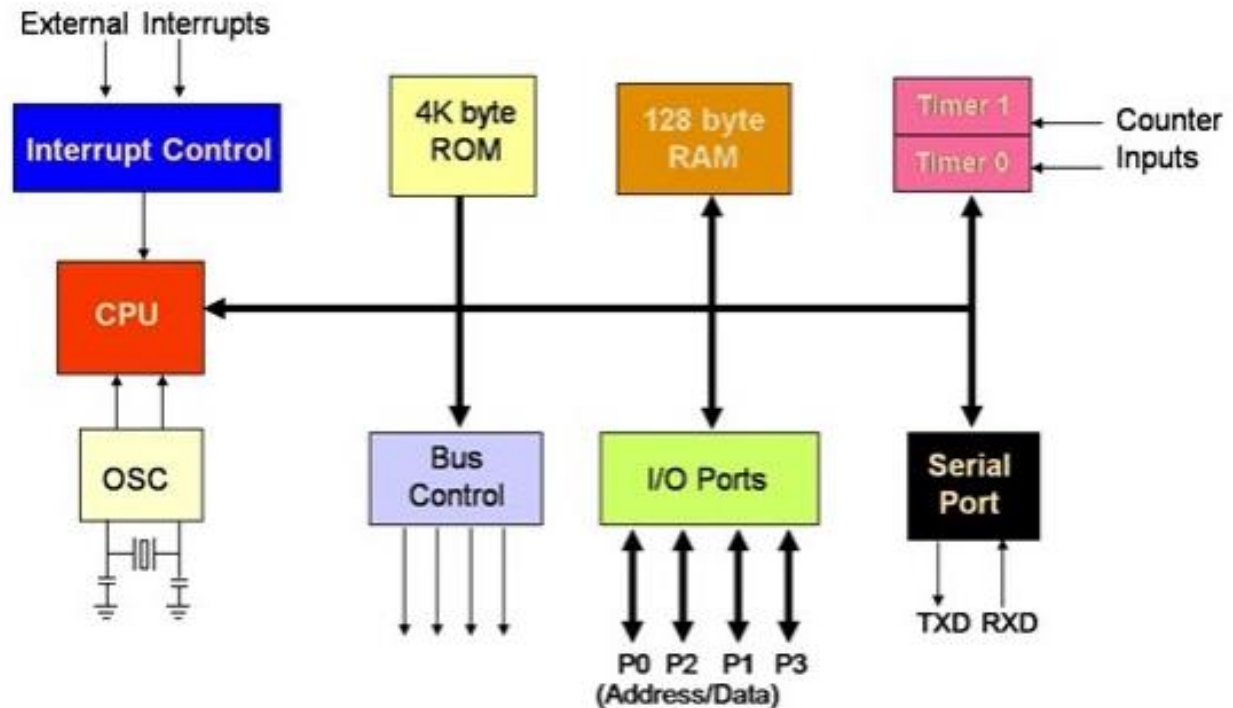 External Interrupts
Interrupt Control
4K byte
ROM
128 byte
RAM
Timer 1
Timer 0
Counter
Inputs
CPU
OSC
Bus
Control
I/O Ports
Serial
Port
TXD RXD
P0 P2 P1 P3
(Address/Data)